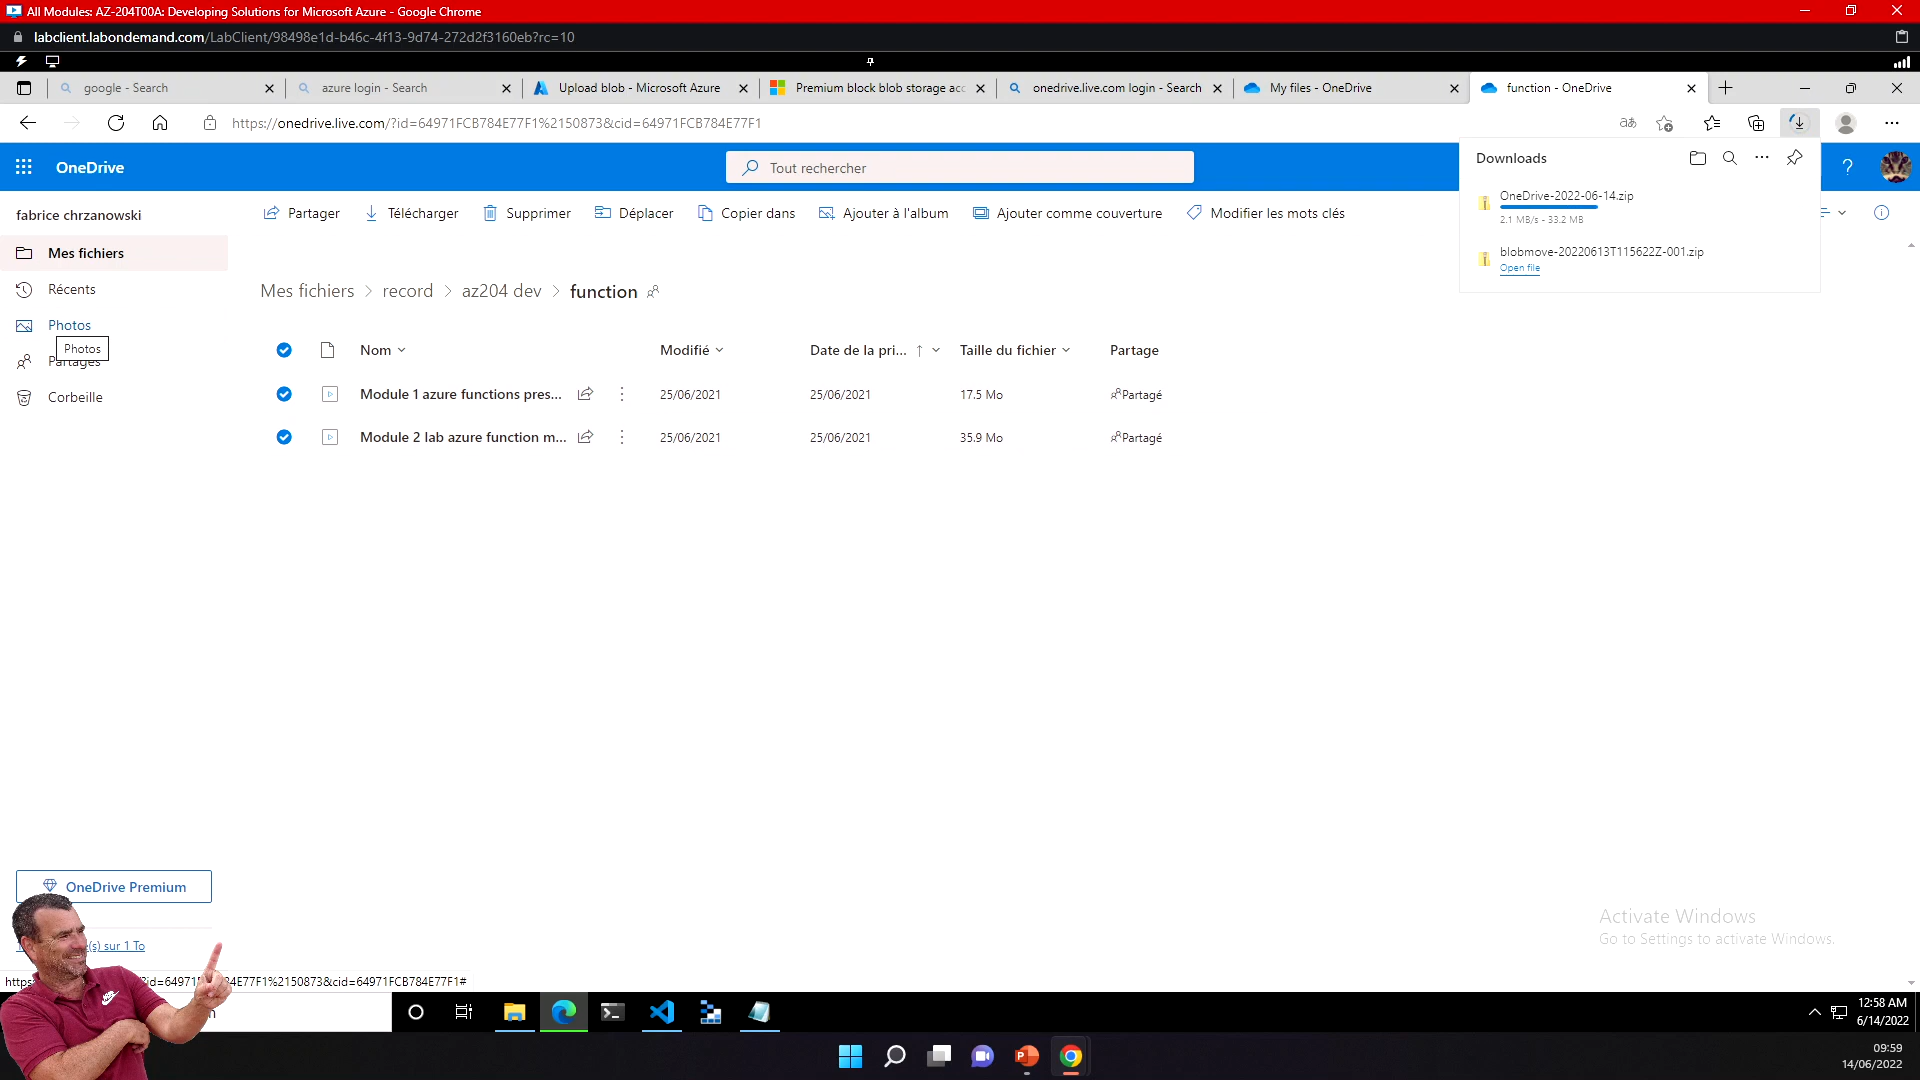 All Modules: AZ-204T00A: Developing Solutions for Microsoft Azure - Google Chrome
labclient.labondemand.com/LabClient/98498e1d-b46c-4f13-9d74-272d2f3160eb?rc=10
google - Search
azure login - Search
Upload blob - Microsoft Azure
Premium block blob storage acc
onedrive.live.com login - Search
My files - OneDrive
function - OneDrive
https://onedrive.live.com/?id=64971FCB784E77F1%2150873&cid=64971FCB784E77F1
OneDrive
Tout rechercher
Downloads
OneDrive-2022-06-14.zip
2.1 MB/s - 33.2 MB
blobmove-20220613T115622Z-001.zip
Open file
fabrice chrzanowski
Partager
Télécharger
Supprimer
Déplacer
Copier dans
Ajouter à l'album
Ajouter comme couverture
Modifier les mots clés
Mes fichiers
Récents
Photos
Photos
Partagés
Corbeille
Mes fichiers > record > az204 dev > function
Nom
Modifié
Date de la pri...
Taille du fichier
Partage
Module 1 azure functions pres...
25/06/2021
25/06/2021
17.5 Mo
Partagé
Module 2 lab azure function m...
25/06/2021
25/06/2021
35.9 Mo
Partagé
OneDrive Premium
(s) sur 1 To
Activate Windows
Go to Settings to activate Windows.
12:58 AM
6/14/2022
09:59
14/06/2022